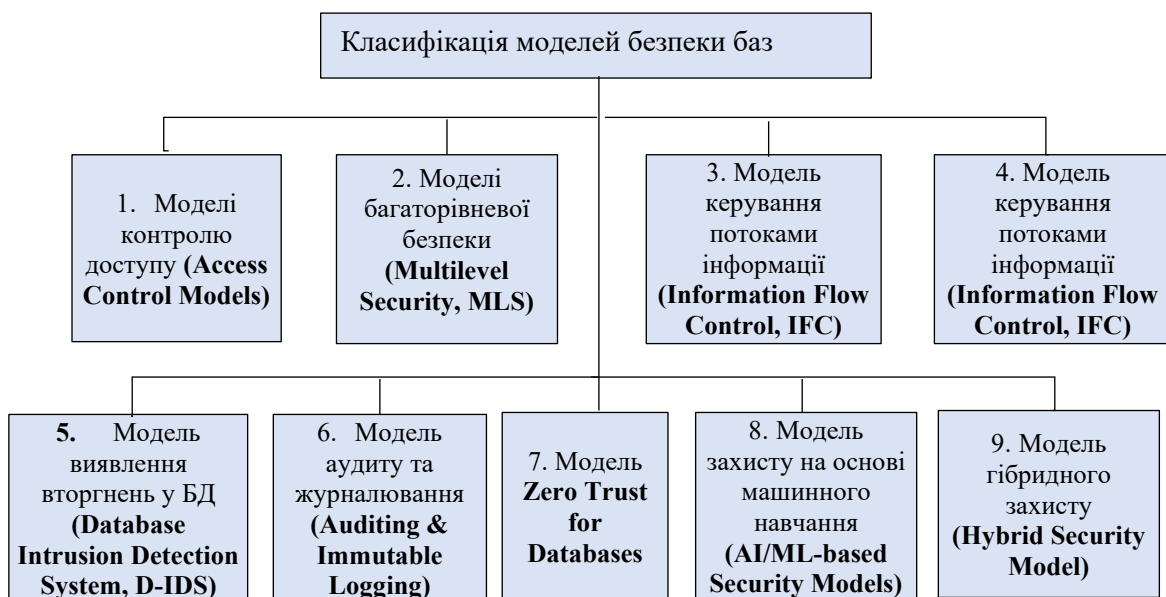 Класифікація моделей безпеки баз
1. Моделі
контролю
доступу (Access
Control Models)
2. Моделі
багаторівневої
безпеки
(Multilevel
Security, MLS)
3. Модель
керування
потоками
інформації
(Information Flow
Control, IFC)
4. Модель
керування
потоками
інформації
(Information Flow
Control, IFC)
5. Модель
виявлення
вторгнень у БД
(Database
Intrusion Detection
System, D-IDS)
6. Модель
аудиту та
журналювання
(Auditing &
Immutable
Logging)
7. Модель
Zero Trust
for
Databases
8. Модель
захисту на основі
машинного
навчання
(AI/ML-based
Security Models)
9. Модель
гібридного
захисту
(Hybrid Security
Model)